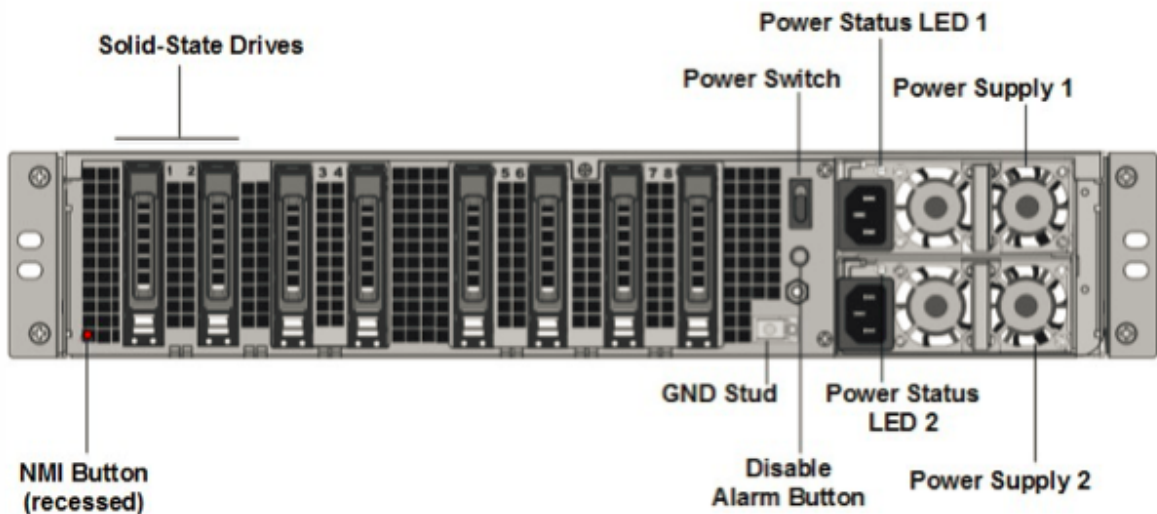 Power Status LED 1
Solid-State Drives
Power Switch
Power Supply 1
1 2
3 4
5 6
7 8
GND Stud
Power Status
LED 2
NMI Button
(recessed)
Disable
Alarm Button
Power Supply 2